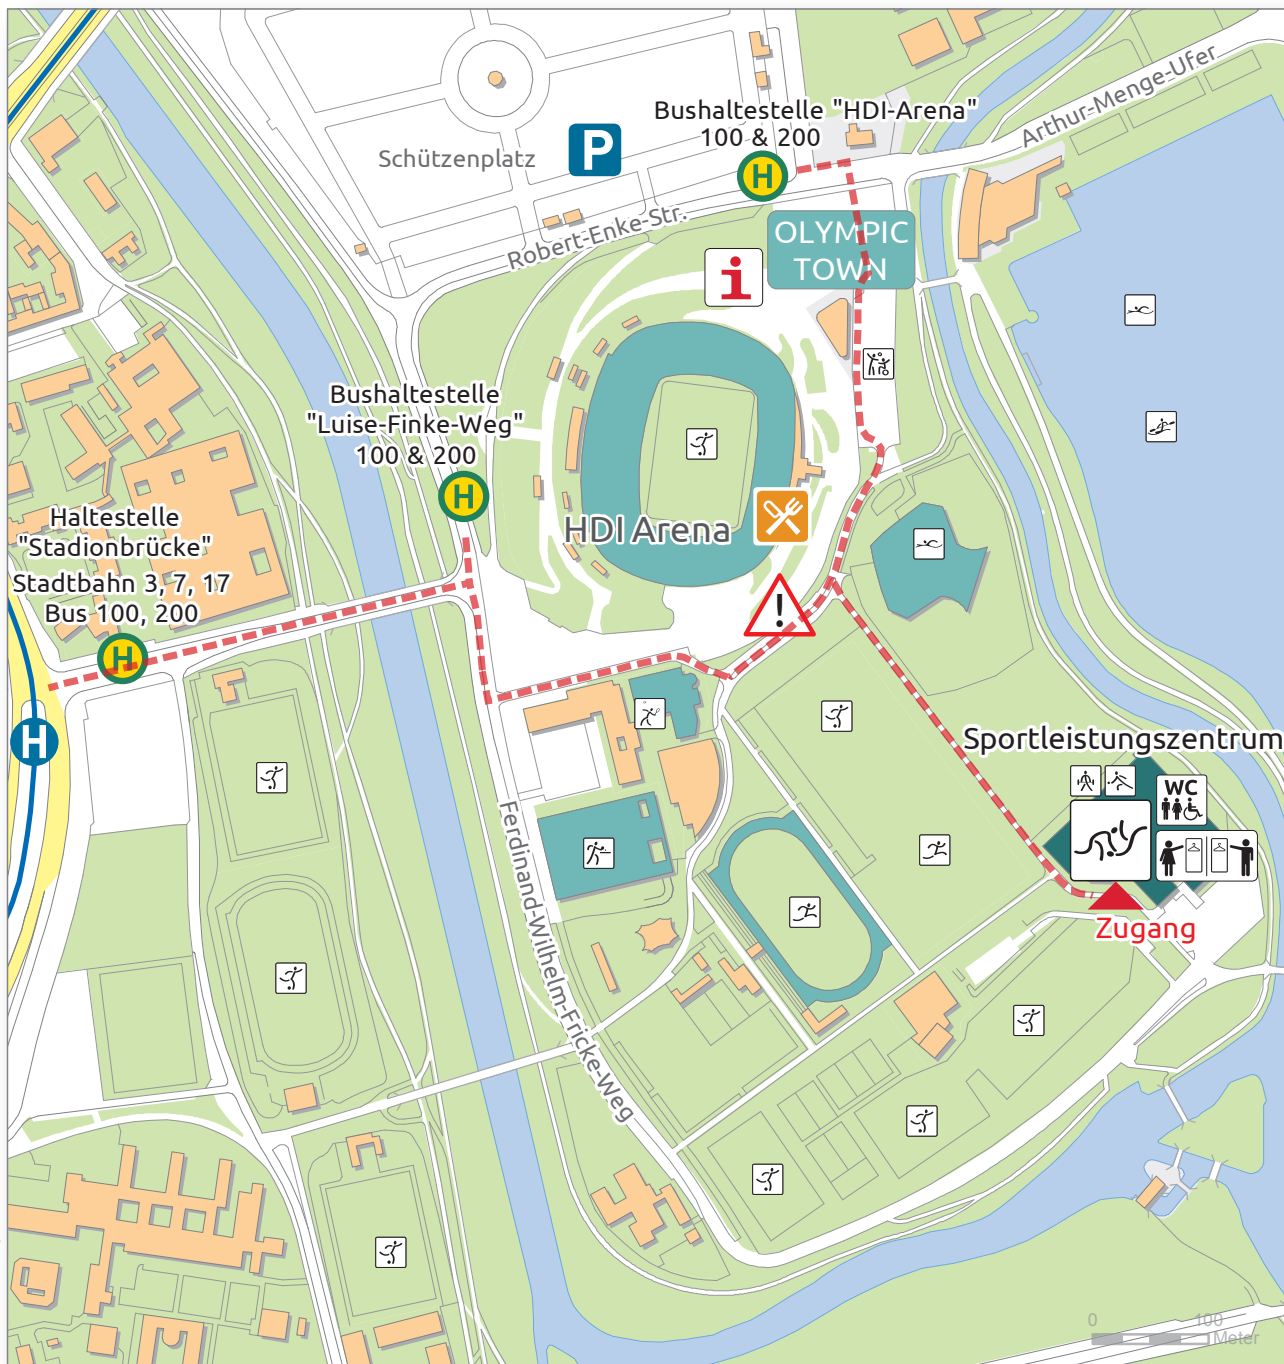 Arthur-Menge-Ufer
Bushaltestelle "HDI-Arena"
100 & 200
H
P
Schützenplatz
Robert-Enke-Str.
OLYMPIC
TOWN
i
Bushaltestelle
"Luise-Finke-Weg"
100 & 200
H
HDI Arena
Haltestelle
"Stadionbrücke"
Stadtbahn 3, 7, 17
Bus 100, 200
H
!
H
Sportleistungszentrum
WC
Zugang
Ferdinand-Wilhelm-Fricke-Weg
0 100
Meter